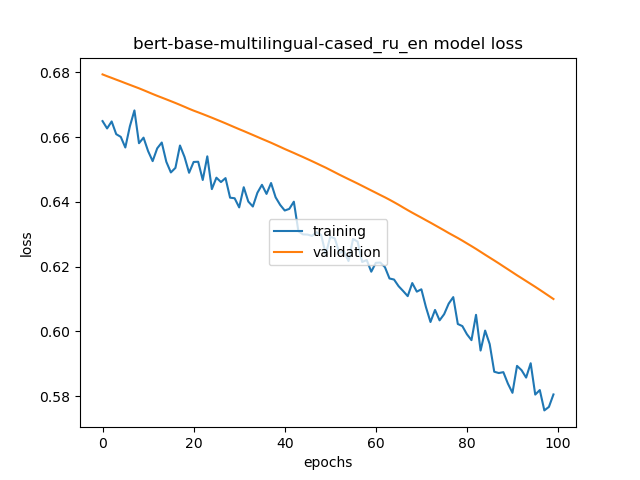 bert-base-multilingual-cased_ru_en model loss
0.68
0.66
0.64
0.62
0.60
0.58
loss
training
validation
0 20 40 60 80 100
epochs